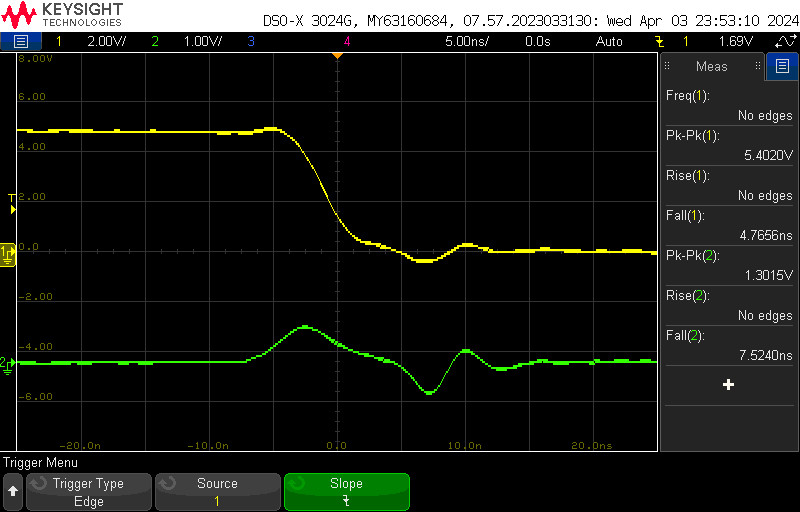 KEYSIGHT
TECHNOLOGIES
DSO-X 3024G, MY63160684, 07.57.2023033130: Wed Apr 03 23:53:10 2024
1 2.00V/ 2 1.00V/ 3 4 5.00ns/ 0.0s Auto 1 1.69V
8.00V
6.00
4.00
2.00
0.0
-2.00
-4.00
-6.00
T
1
2
-20.0n -10.0n 0.0 10.0n 20.0ns
Meas
Freq(1):
No edges
Pk-Pk(1):
5.4020V
Rise(1):
No edges
Fall(1):
4.7656ns
Pk-Pk(2):
1.3015V
Rise(2):
No edges
Fall(2):
7.5240ns
Trigger Menu
Trigger Type
Edge
Source
1
Slope